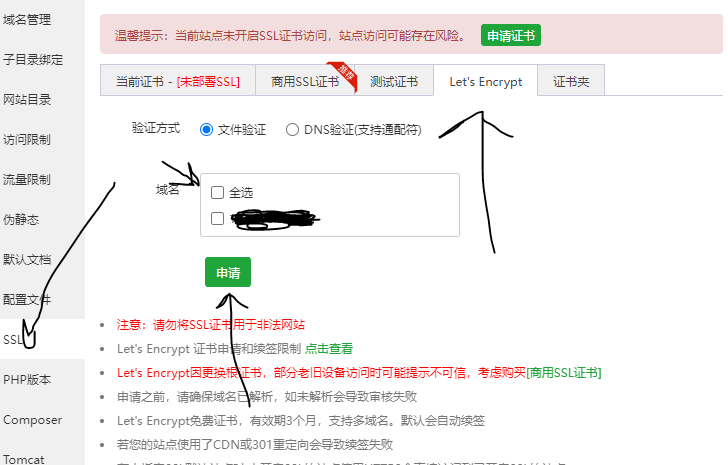 域名管理
温馨提示：当前站点未开启SSL证书访问，站点访问可能存在风险。 申请证书
子目录绑定
当前证书 - [未部署SSL] 商用SSL证书 推荐 测试证书 Let's Encrypt 证书夹
网站目录
访问限制
验证方式 文件验证 DNS验证(支持通配符)
流量限制
域名 全选
伪静态
默认文档
申请
配置文件
注意：请勿将SSL证书用于非法网站
SSL
Let's Encrypt 证书申请和续签限制 点击查看
Let's Encrypt因更换根证书，部分老旧设备访问时可能提示不可信，考虑购买[商用SSL证书]
PHP版本
申请之前，请确保域名已解析，如未解析会导致审核失败
Composer
Let's Encrypt免费证书，有效期3个月，支持多域名。默认会自动续签
若您的站点使用了CDN或301重定向会导致续签失败
Tomcat